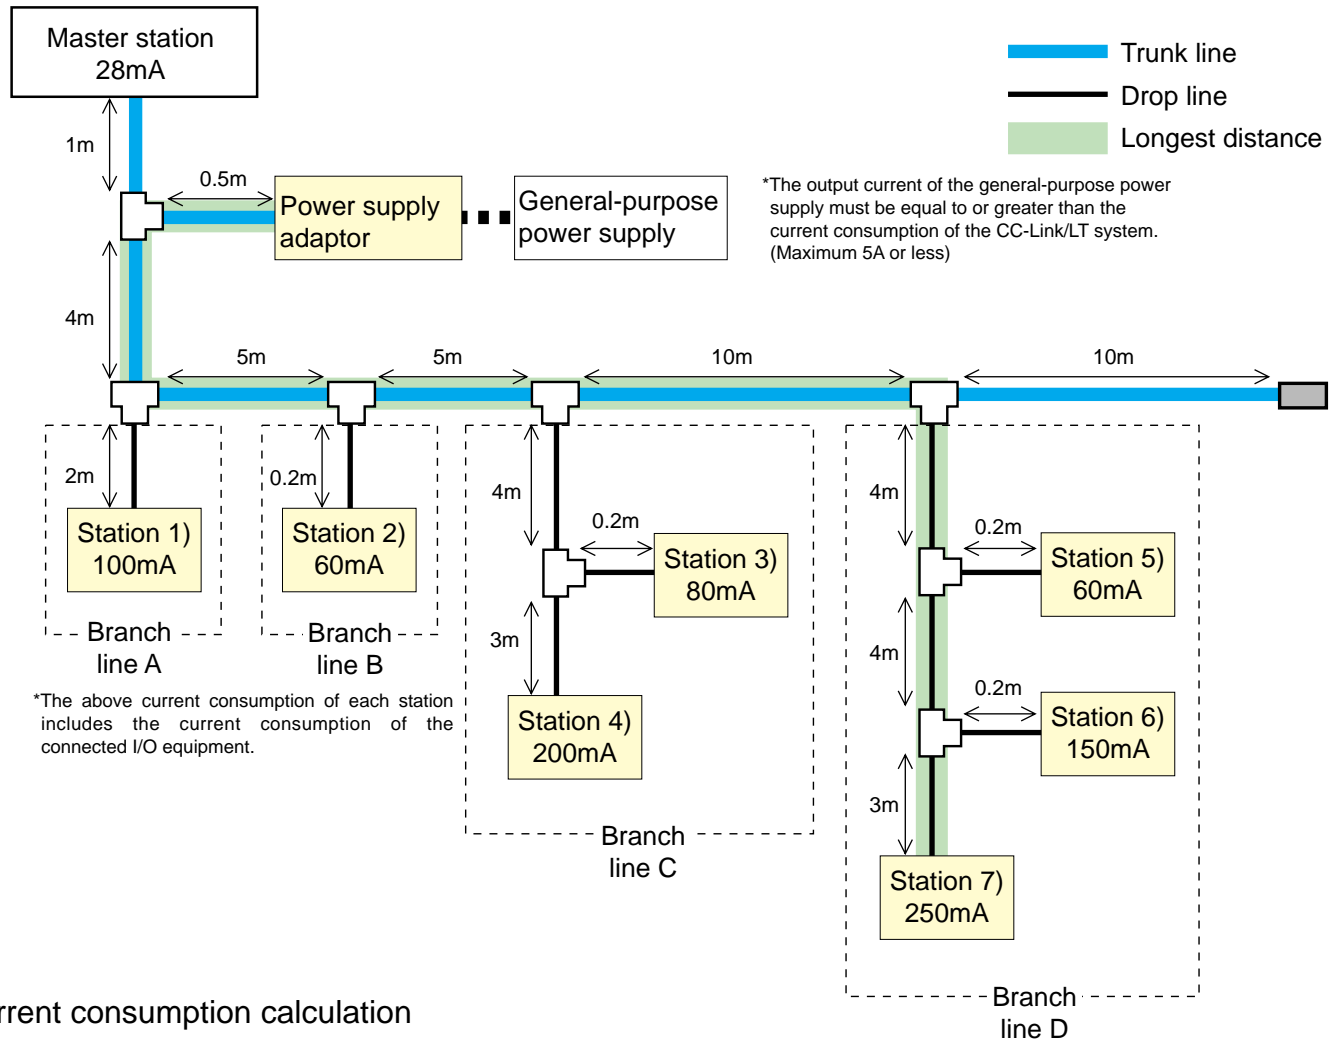 Master station
28mA
Trunk line
Drop line
Longest distance
1m
0.5m
Power supply
adaptor
General-purpose
power supply
*The output current of the general-purpose power
supply must be equal to or greater than the
current consumption of the CC-Link/LT system.
(Maximum 5A or less)
4m
5m
5m
10m
10m
2m
Station 1)
100mA
Branch
line A
0.2m
Station 2)
60mA
Branch
line B
*The above current consumption of each station
includes the current consumption of the
connected I/O equipment.
4m
0.2m
Station 3)
80mA
3m
Station 4)
200mA
Branch
line C
4m
0.2m
Station 5)
60mA
4m
0.2m
Station 6)
150mA
3m
Station 7)
250mA
Branch
line D
rrent consumption calculation